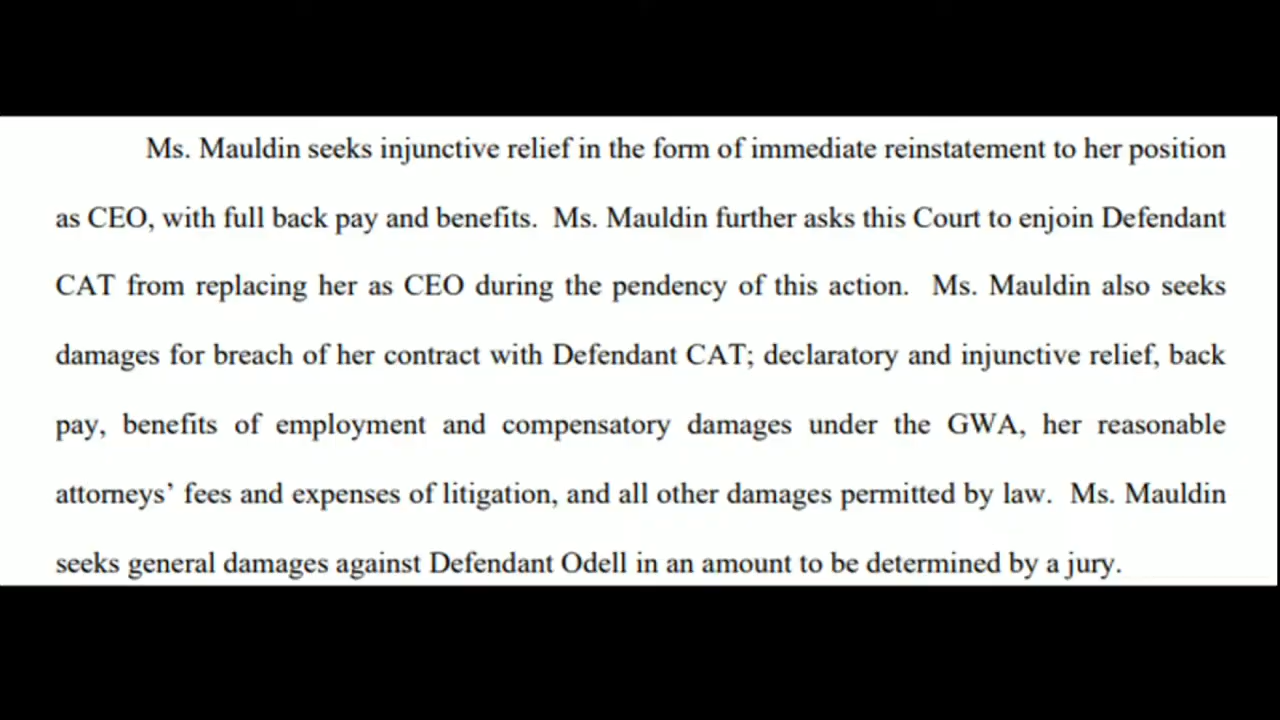 Ms. Mauldin seeks injunctive relief in the form of immediate reinstatement to her position
as CEO, with full back pay and benefits.  Ms. Mauldin further asks this Court to enjoin Defendant
CAT from replacing her as CEO during the pendency of this action.  Ms. Mauldin also seeks
damages for breach of her contract with Defendant CAT; declaratory and injunctive relief, back
pay, benefits of employment and compensatory damages under the GWA, her reasonable
attorneys’ fees and expenses of litigation, and all other damages permitted by law.  Ms. Mauldin
seeks general damages against Defendant Odell in an amount to be determined by a jury.